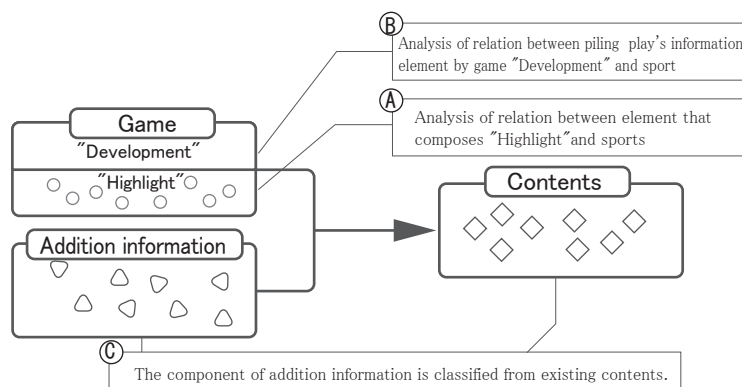 B
Analysis of relation between piling play's information
element by game "Development" and sport
A
Analysis of relation between element that
composes "Highlight" and sports
Game
"Development"
"Highlight"
Contents
Addition information
C
The component of addition information is classified from existing contents.